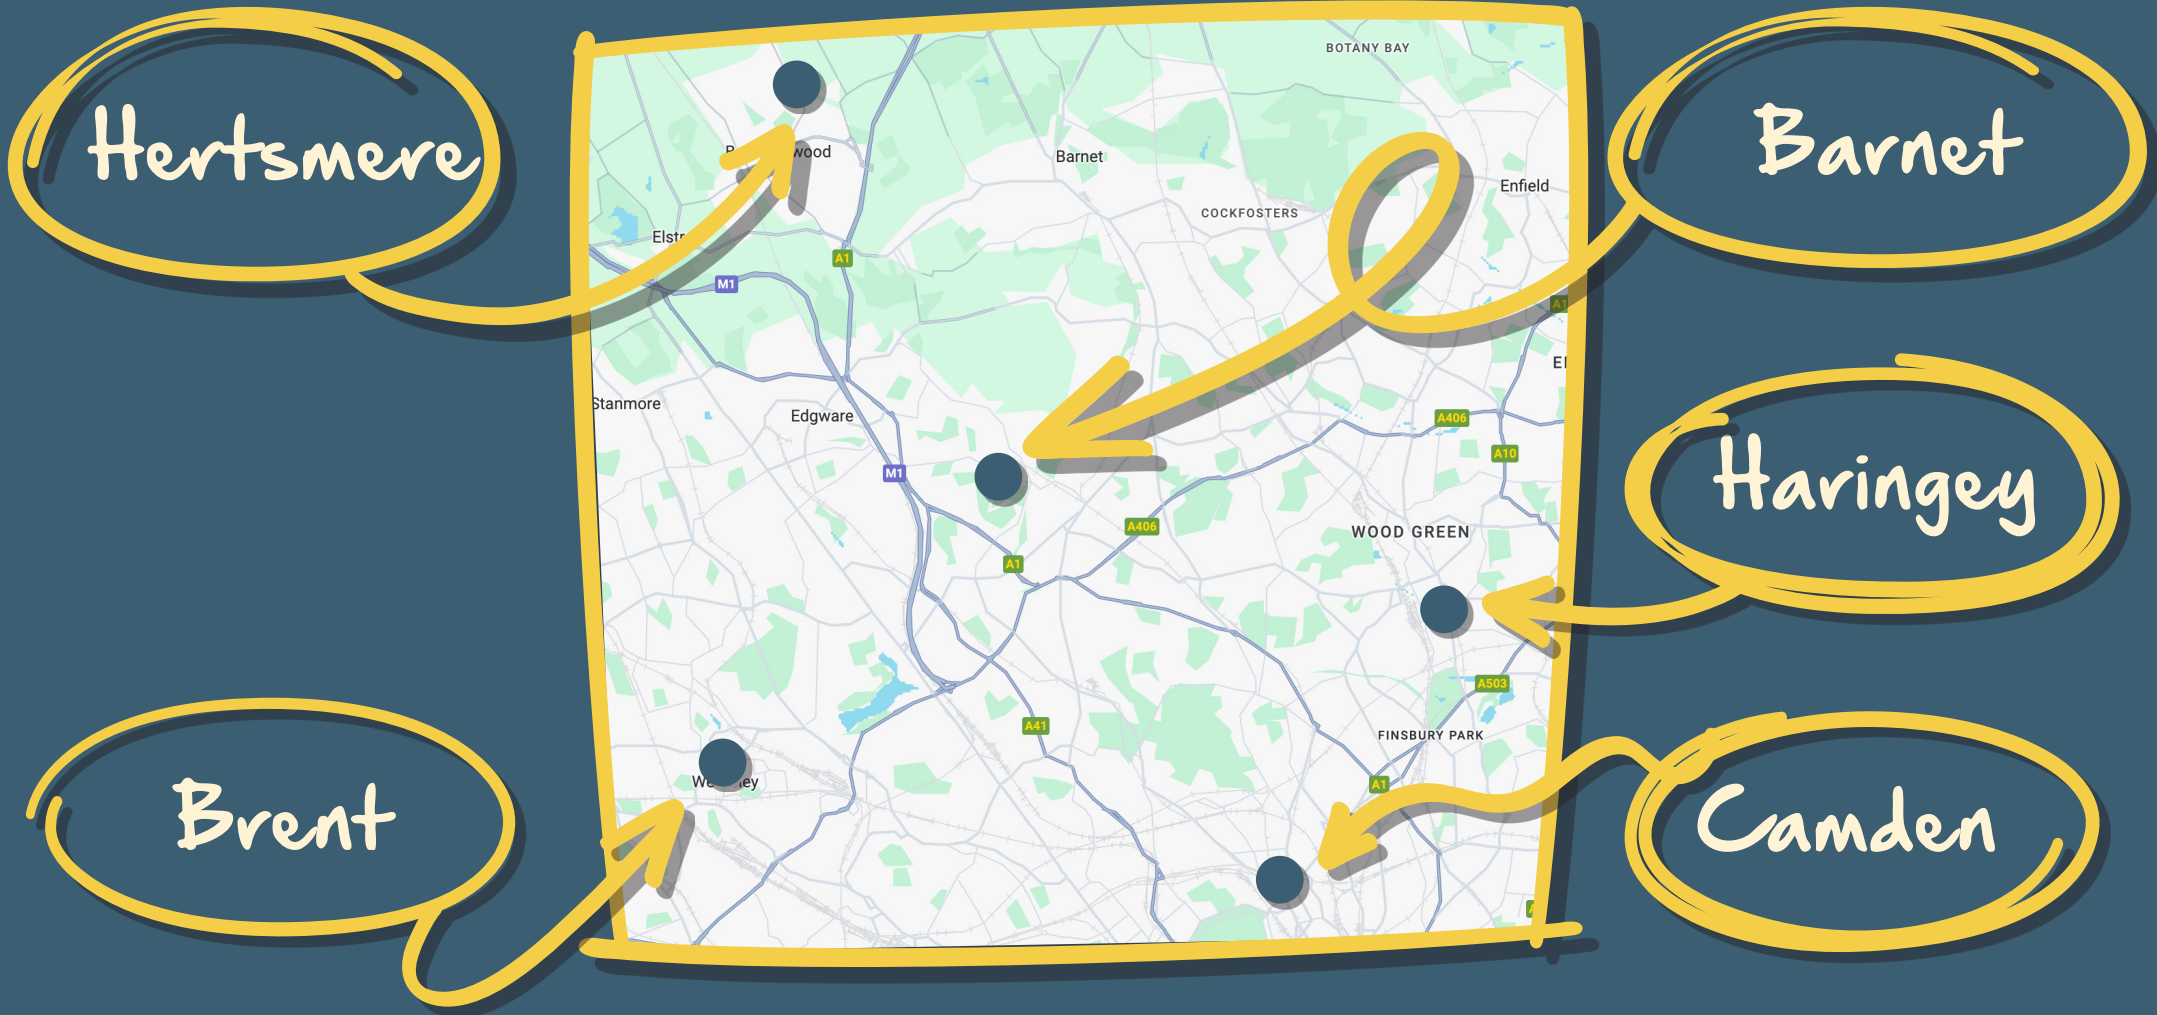 Hertsmere
Barnet
Haringey
Brent
Camden
BOTANY BAY
Barnet
Enfield
COCKFOSTERS
A1
M1
A1
Stanmore
Edgware
A406
A10
M1
A406
WOOD GREEN
A1
A503
A41
FINSBURY PARK
A1